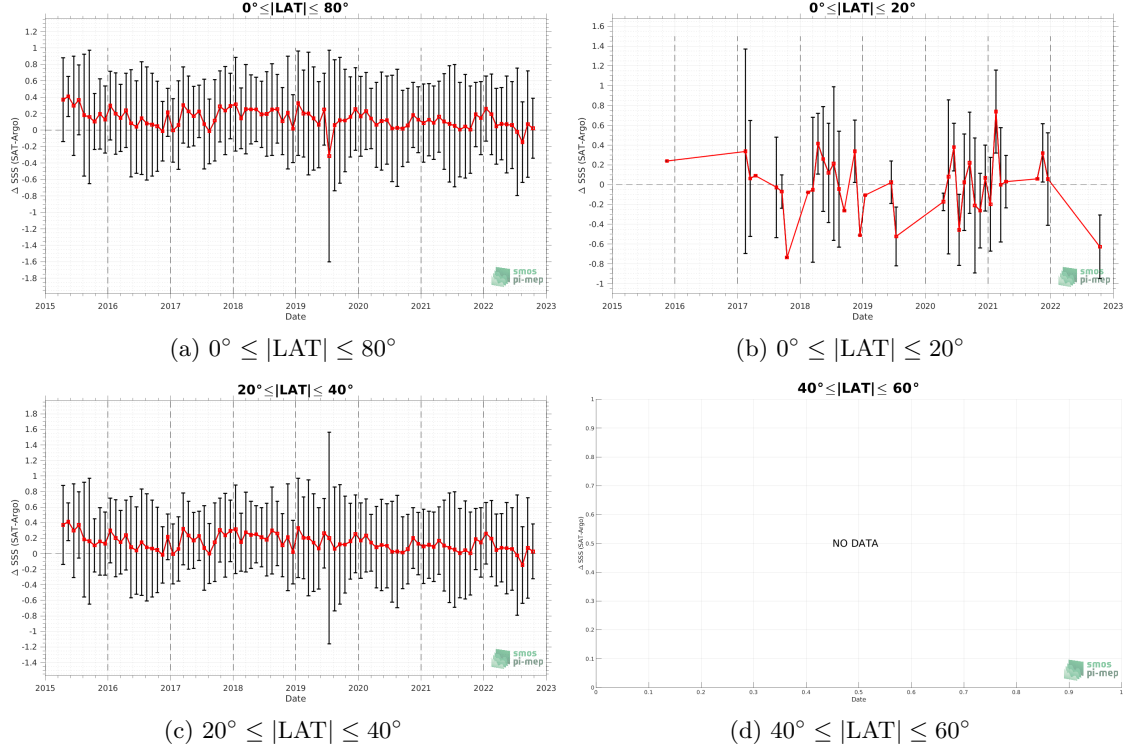 0°≤|LAT|≤ 80°
1.2
1
0.8
0.6
0.4
0.2
0
-0.2
-0.4
-0.6
-0.8
-1
-1.2
-1.4
-1.6
-1.8
Δ SSS (SAT-Argo)
2015 2016 2017 2018 2019 2020 2021 2022 2023
Date
smos
pi-mep
(a) 0° ≤ |LAT| ≤ 80°
0°≤|LAT|≤ 20°
1.6
1.4
1.2
1
0.8
0.6
0.4
0.2
0
-0.2
-0.4
-0.6
-0.8
-1
Δ SSS (SAT-Argo)
2015 2016 2017 2018 2019 2020 2021 2022 2023
Date
smos
pi-mep
(b) 0° ≤ |LAT| ≤ 20°
20°≤|LAT|≤ 40°
1.8
1.6
1.4
1.2
1
0.8
0.6
0.4
0.2
0
-0.2
-0.4
-0.6
-0.8
-1
-1.2
-1.4
Δ SSS (SAT-Argo)
2015 2016 2017 2018 2019 2020 2021 2022 2023
Date
smos
pi-mep
(c) 20° ≤ |LAT| ≤ 40°
40°≤|LAT|≤ 60°
1
0.9
0.8
0.7
0.6
0.5
0.4
0.3
0.2
0.1
0
Δ SSS (SAT-Argo)
NO DATA
0 0.1 0.2 0.3 0.4 0.5 0.6 0.7 0.8 0.9 1
Date
smos
pi-mep
(d) 40° ≤ |LAT| ≤ 60°